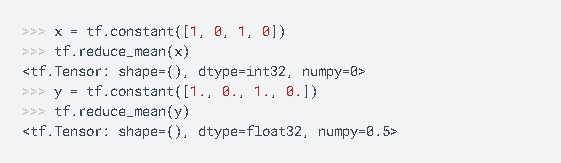 >>> x = tf.constant([1, 0, 1, 0])
>>> tf.reduce_mean(x)
<tf.Tensor: shape=(), dtype=int32, numpy=0>
>>> y = tf.constant([1., 0., 1., 0.])
>>> tf.reduce_mean(y)
<tf.Tensor: shape=(), dtype=float32, numpy=0.5>